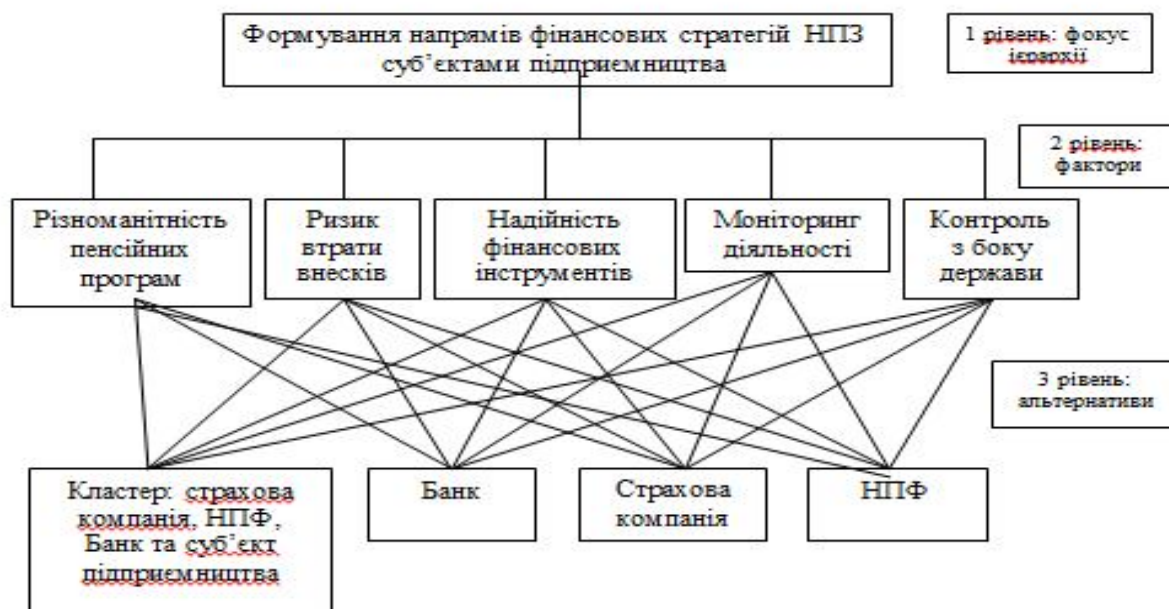 Формування напрямів фінансових стратегій НПЗ
суб’єктами підприємництва
1 рівень: фокус
ієрархії
2 рівень:
фактори
Різноманітність
пенсійних
програм
Ризик
втрати
внесків
Надійність
фінансових
інструментів
Моніторинг
діяльності
Контроль
з боку
держави
3 рівень:
альтернативи
Кластер: страхова
компанія, НПФ,
Банк та суб’єкт
підприємництва
Банк
Страхова
компанія
НПФ